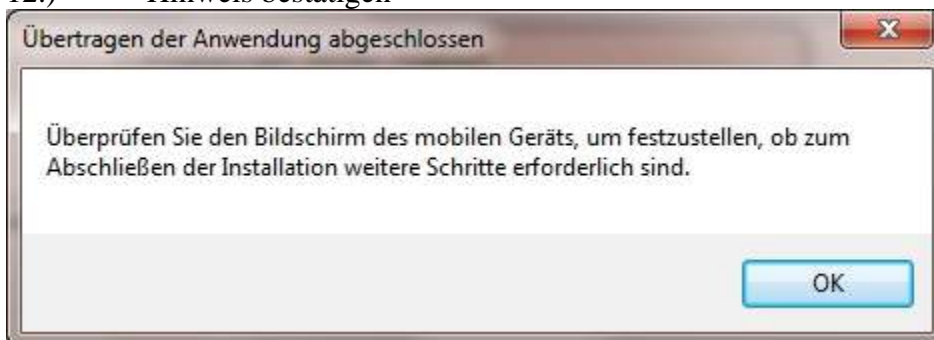 12.) Hinweis bestätigen
Übertragen der Anwendung abgeschlossen
Überprüfen Sie den Bildschirm des mobilen Geräts, um festzustellen, ob zum
Abschließen der Installation weitere Schritte erforderlich sind.
OK